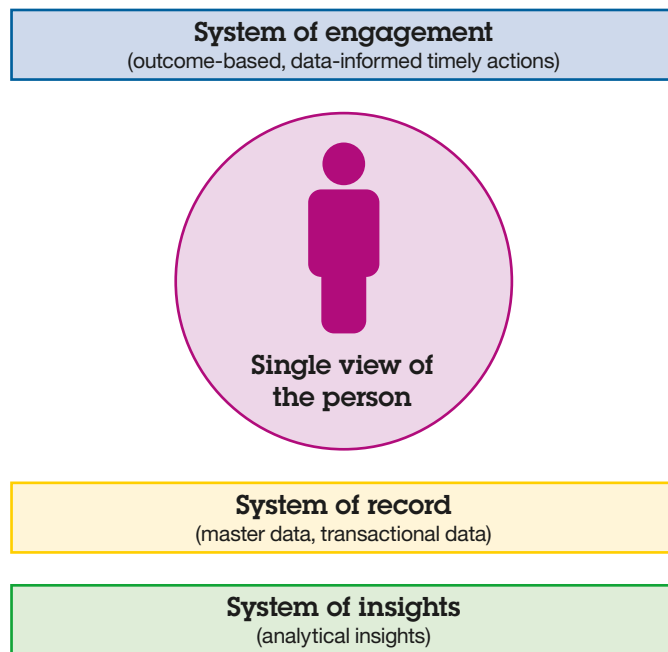 System of engagement
(outcome-based, data-informed timely actions)
Single view of
the person
System of record
(master data, transactional data)
System of insights
(analytical insights)